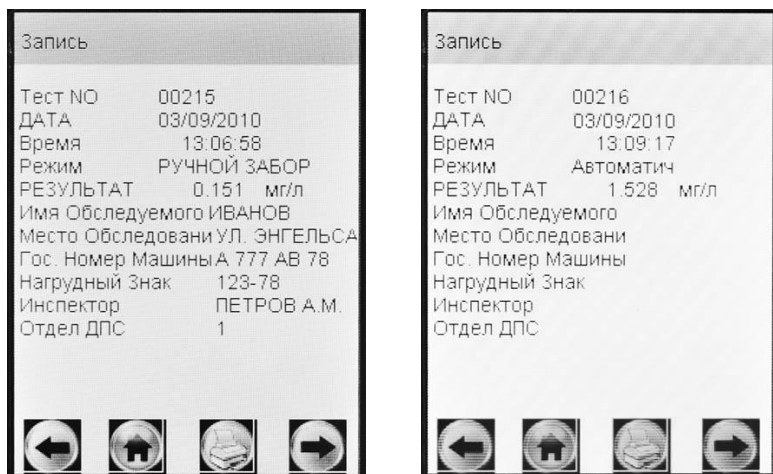 Запись
Тест NO 00215
ДАТА 03/09/2010
Время 13:06:58
Режим РУЧНОЙ ЗАБОР
РЕЗУЛЬТАТ 0.151 мг/л
Имя Обследуемого ИВАНОВ
Место Обследовани УЛ. ЭНГЕЛЬСА
Гос. Номер Машины А 777 АВ 78
Нагрудный Знак 123-78
Инспектор ПЕТРОВ А.М.
Отдел ДПС 1
Запись
Тест NO 00216
ДАТА 03/09/2010
Время 13:09:17
Режим Автоматич
РЕЗУЛЬТАТ 1.528 мг/л
Имя Обследуемого
Место Обследовани
Гос. Номер Машины
Нагрудный Знак
Инспектор
Отдел ДПС